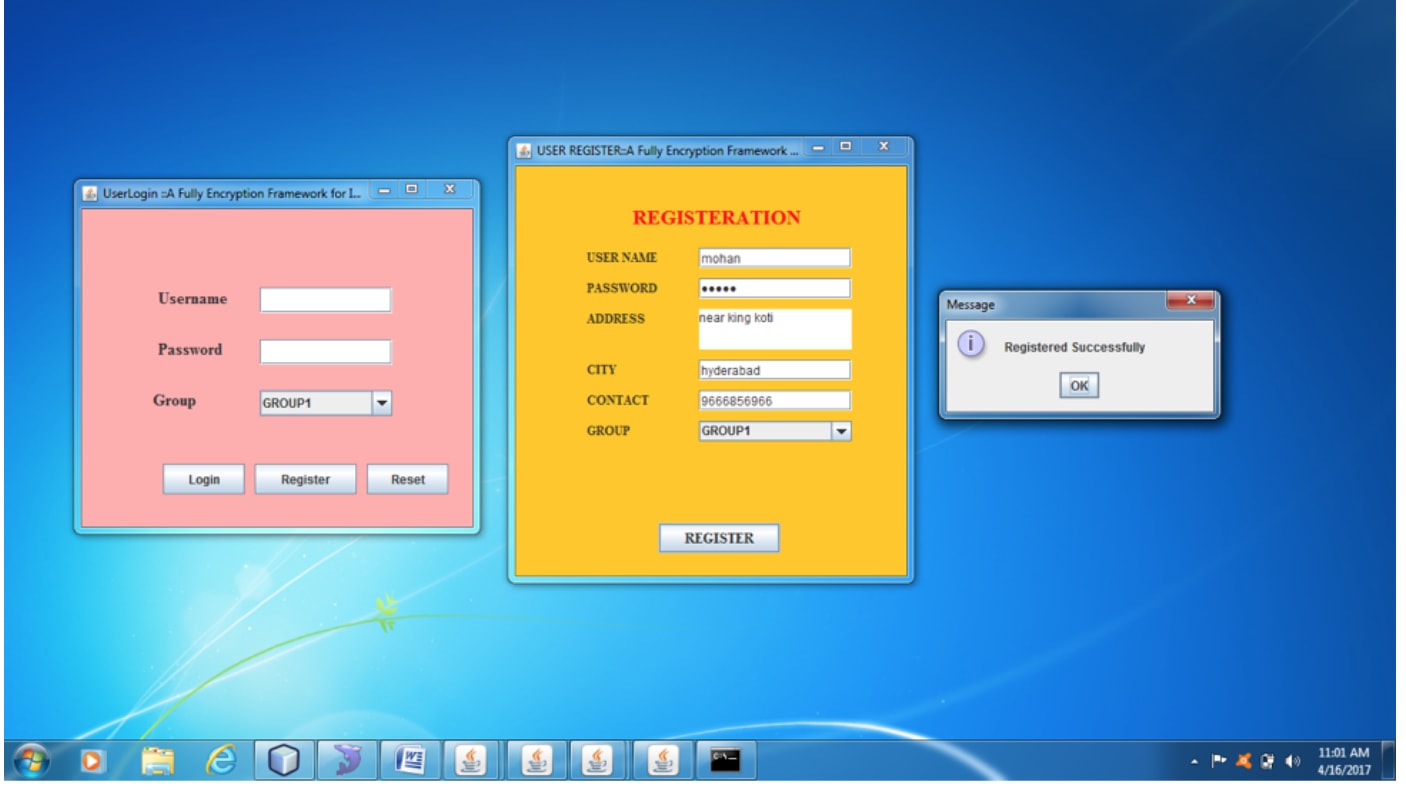 UserLogin ::A Fully Encryption Framework for I...
Username
Password
Group GROUP1
Login Register Reset
USER REGISTER::A Fully Encryption Framework ...
REGISTERATION
USER NAME mohan
PASSWORD •••••
ADDRESS near king koti
CITY hyderabad
CONTACT 9666856966
GROUP GROUP1
REGISTER
Message
Registered Successfully
OK
11:01 AM
4/16/2017